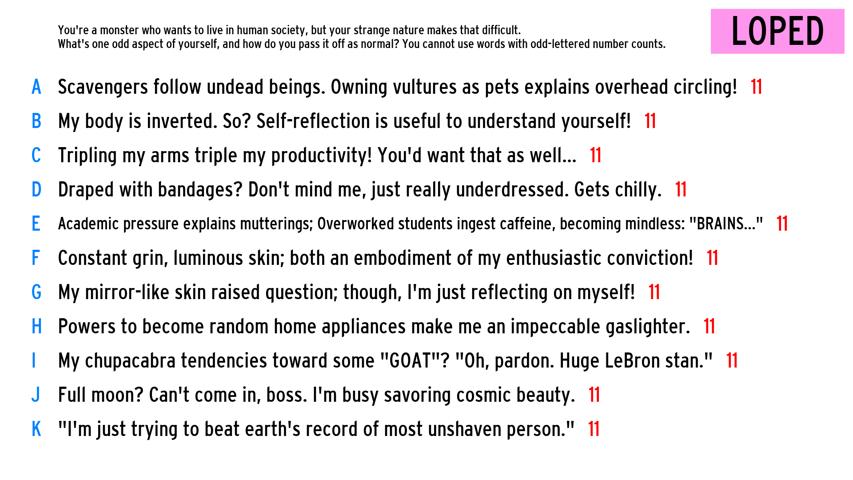 You're a monster who wants to live in human society, but your strange nature makes that difficult.
What's one odd aspect of yourself, and how do you pass it off as normal? You cannot use words with odd-lettered number counts.
LOPED
A Scavengers follow undead beings. Owning vultures as pets explains overhead circling! 11
B My body is inverted. So? Self-reflection is useful to understand yourself! 11
C Tripling my arms triple my productivity! You'd want that as well... 11
D Draped with bandages? Don't mind me, just really underdressed. Gets chilly. 11
E Academic pressure explains mutterings; Overworked students ingest caffeine, becoming mindless: "BRAINS..." 11
F Constant grin, luminous skin; both an embodiment of my enthusiastic conviction! 11
G My mirror-like skin raised question; though, I'm just reflecting on myself! 11
H Powers to become random home appliances make me an impeccable gaslighter. 11
I My chupacabra tendencies toward some "GOAT"? "Oh, pardon. Huge LeBron stan." 11
J Full moon? Can't come in, boss. I'm busy savoring cosmic beauty. 11
K "I'm just trying to beat earth's record of most unshaven person." 11